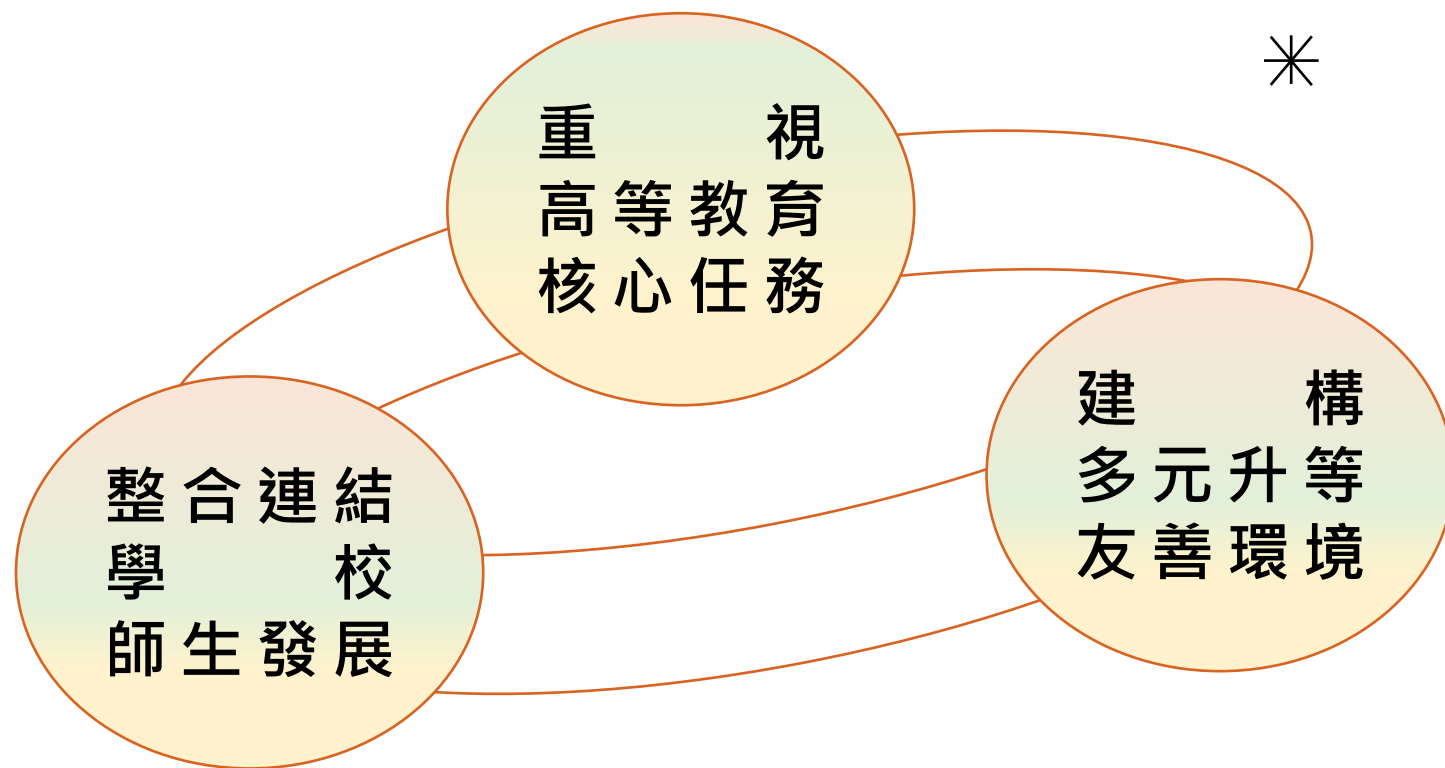 重視
高等教育
核心任務
建構
多元升等
友善環境
整合連結
學校
師生發展